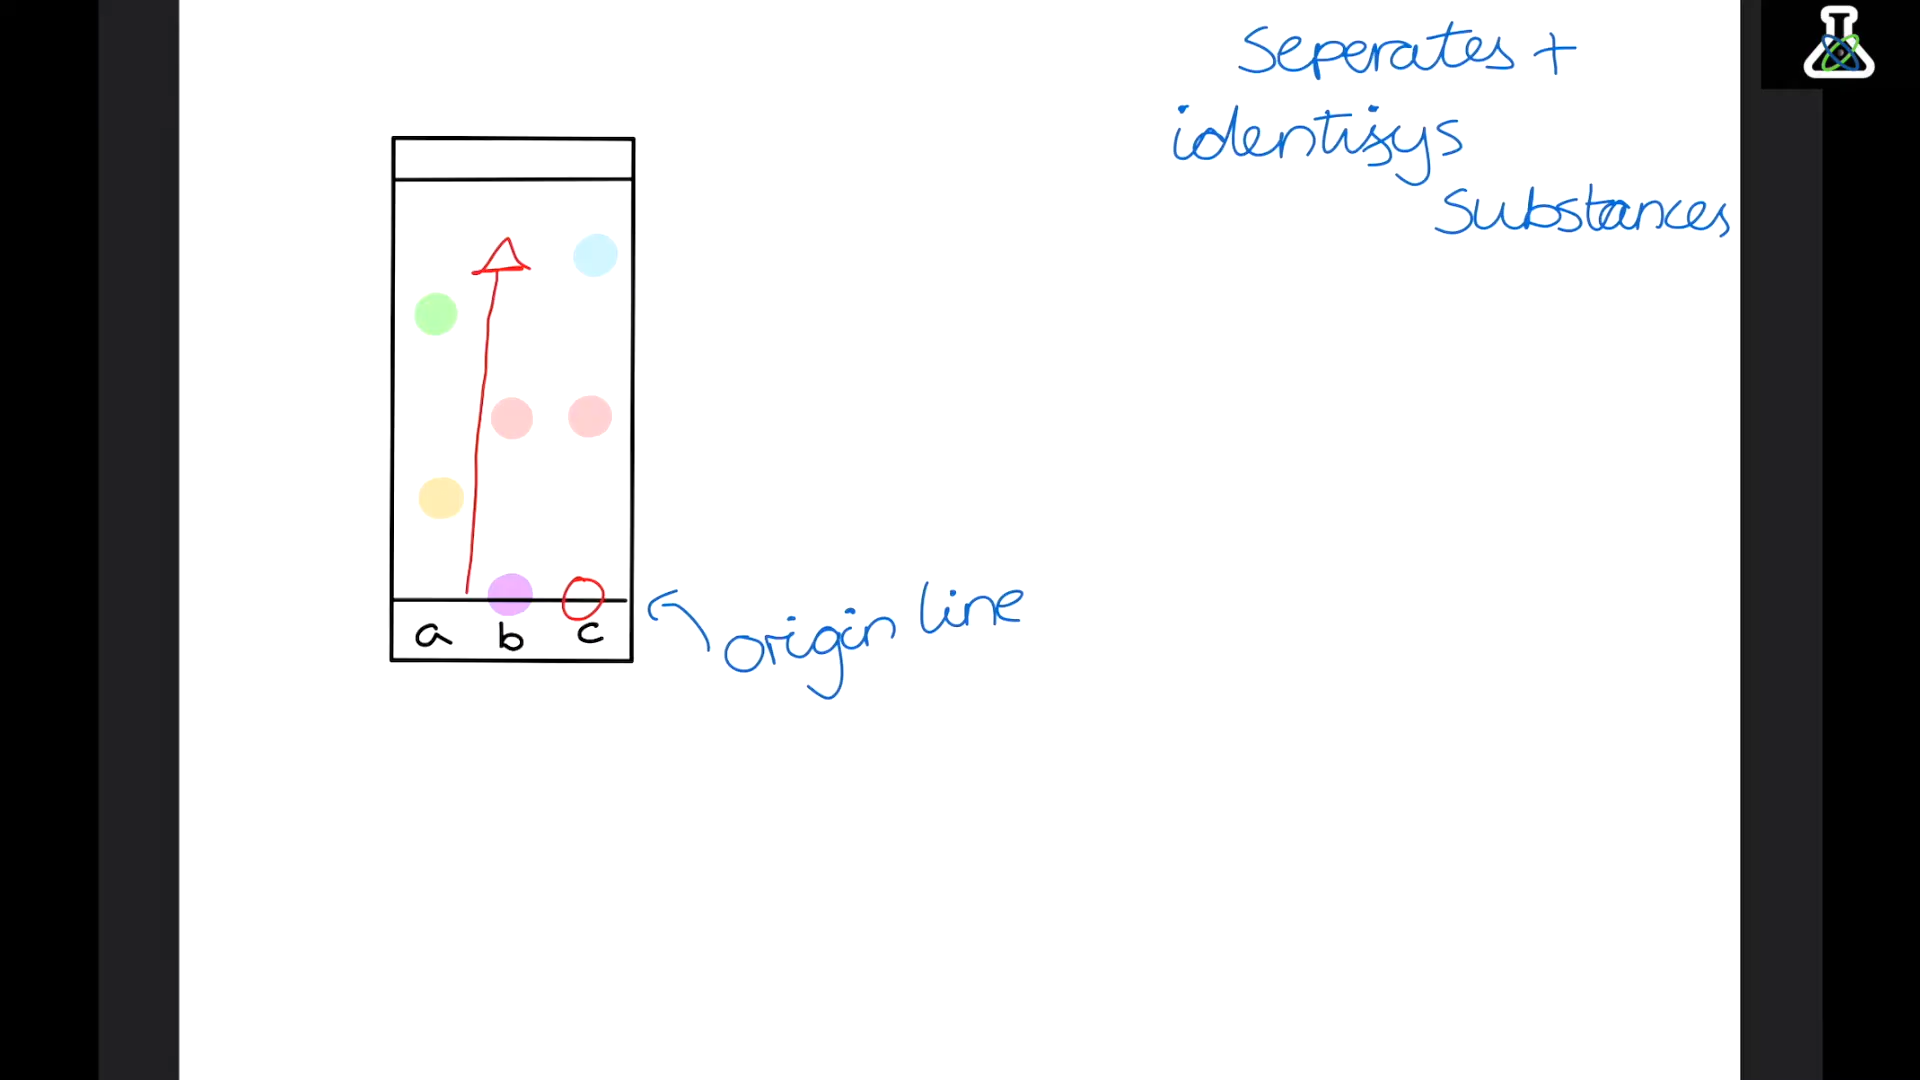 Seperates +
identifys
substances
a b c
origin line